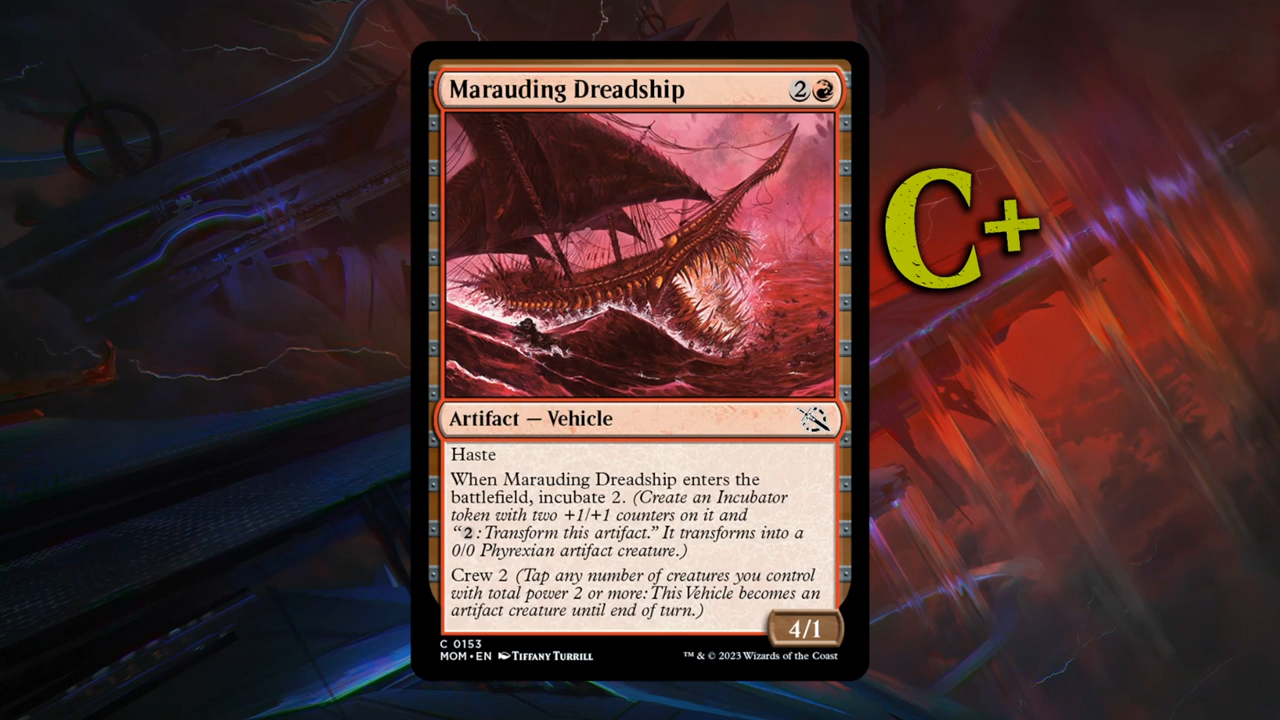 Marauding Dreadship 2
C+
Artifact — Vehicle
Haste
When Marauding Dreadship enters the
battlefield, incubate 2. (Create an Incubator
token with two +1/+1 counters on it and
“2: Transform this artifact.” It transforms into a
0/0 Phyrexian artifact creature.)
Crew 2 (Tap any number of creatures you control
with total power 2 or more: This Vehicle becomes an
artifact creature until end of turn.)
4/1
C 0153
MOM • EN Tiffany Turrill
™ & © 2023 Wizards of the Coast